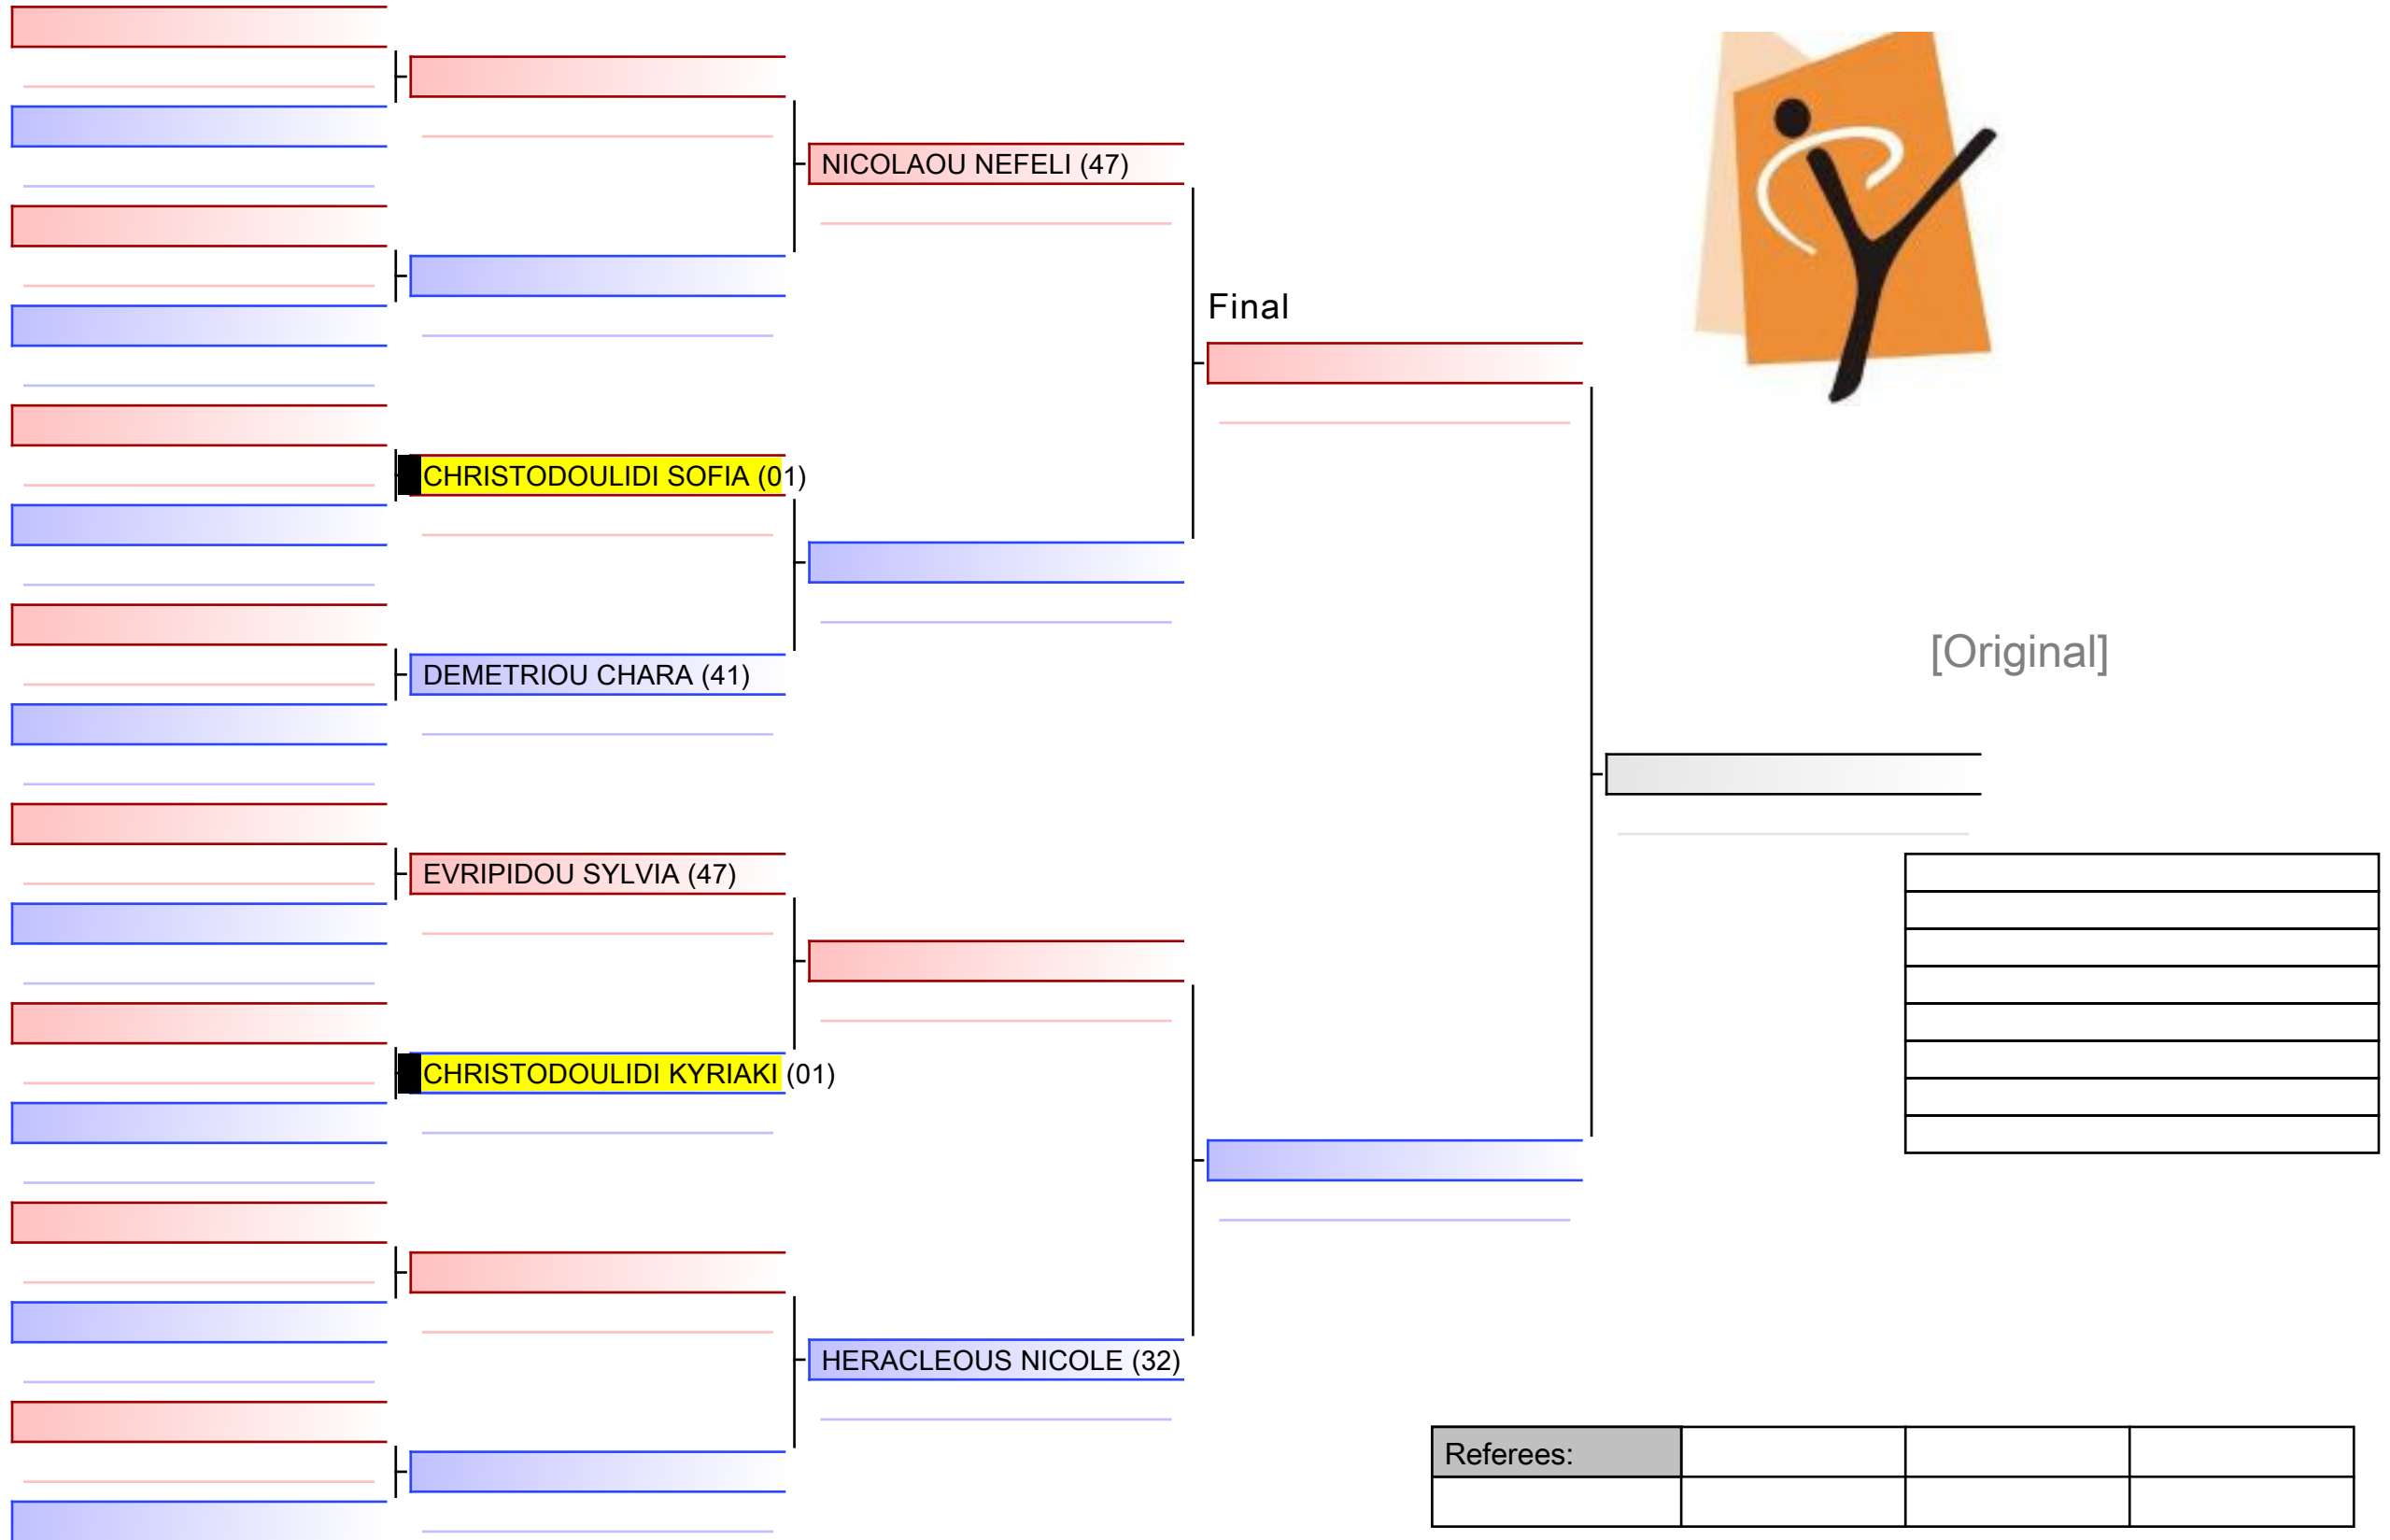 NICOLAOU NEFELI (47)
Final
CHRISTODOULIDI SOFIA (01)
[Original]
DEMETRIOU CHARA (41)
EVRIPIDOU SYLVIA (47)
CHRISTODOULIDI KYRIAKI (01)
HERACLEOUS NICOLE (32)
Referees: